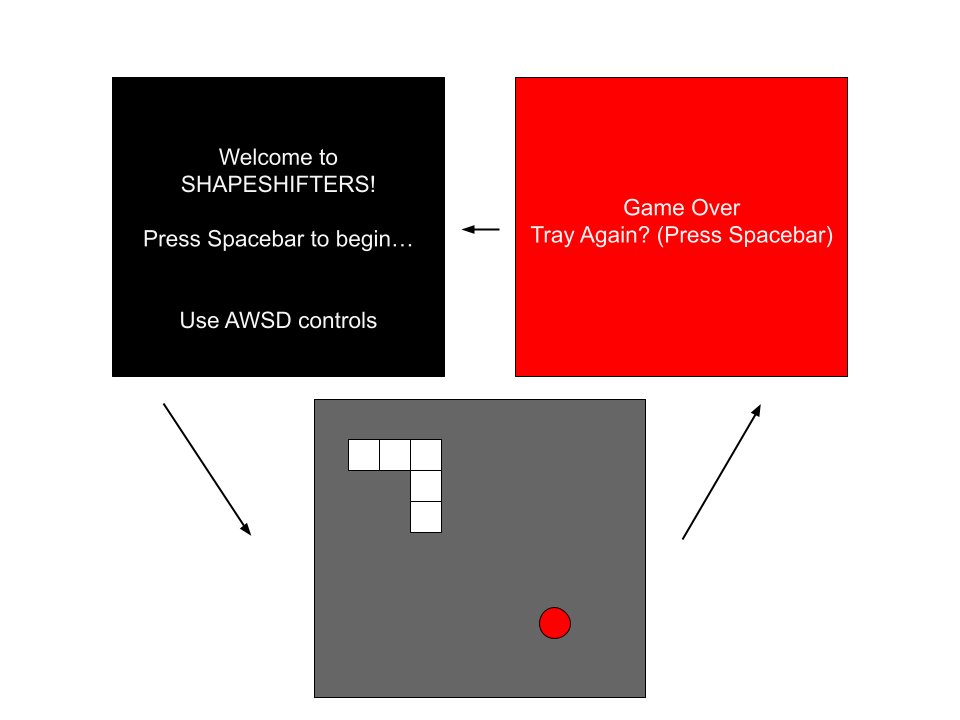 Welcome to
SHAPESHIFTERS!
Press Spacebar to begin…
Use AWSD controls
Game Over
Tray Again? (Press Spacebar)